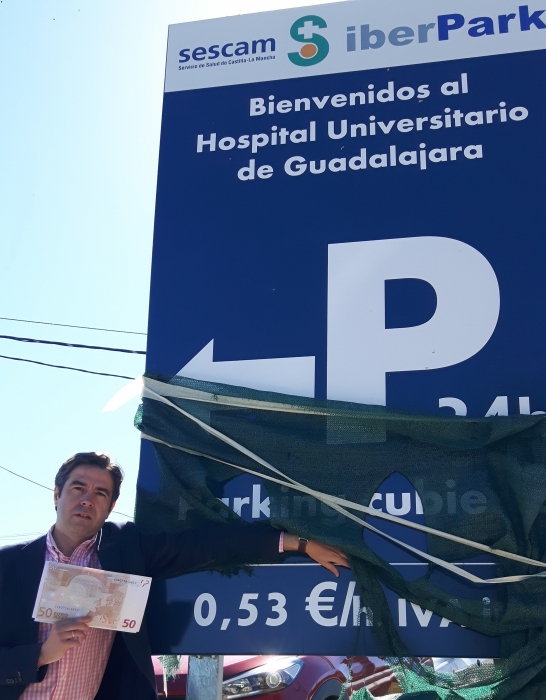 sescam
Servicio de Salud de Castilla-La Mancha
iberPark
Bienvenidos al
Hospital Universitario
de Guadalajara
P
24h
Parking cubie
0,53 €/h. IVA i
50
50